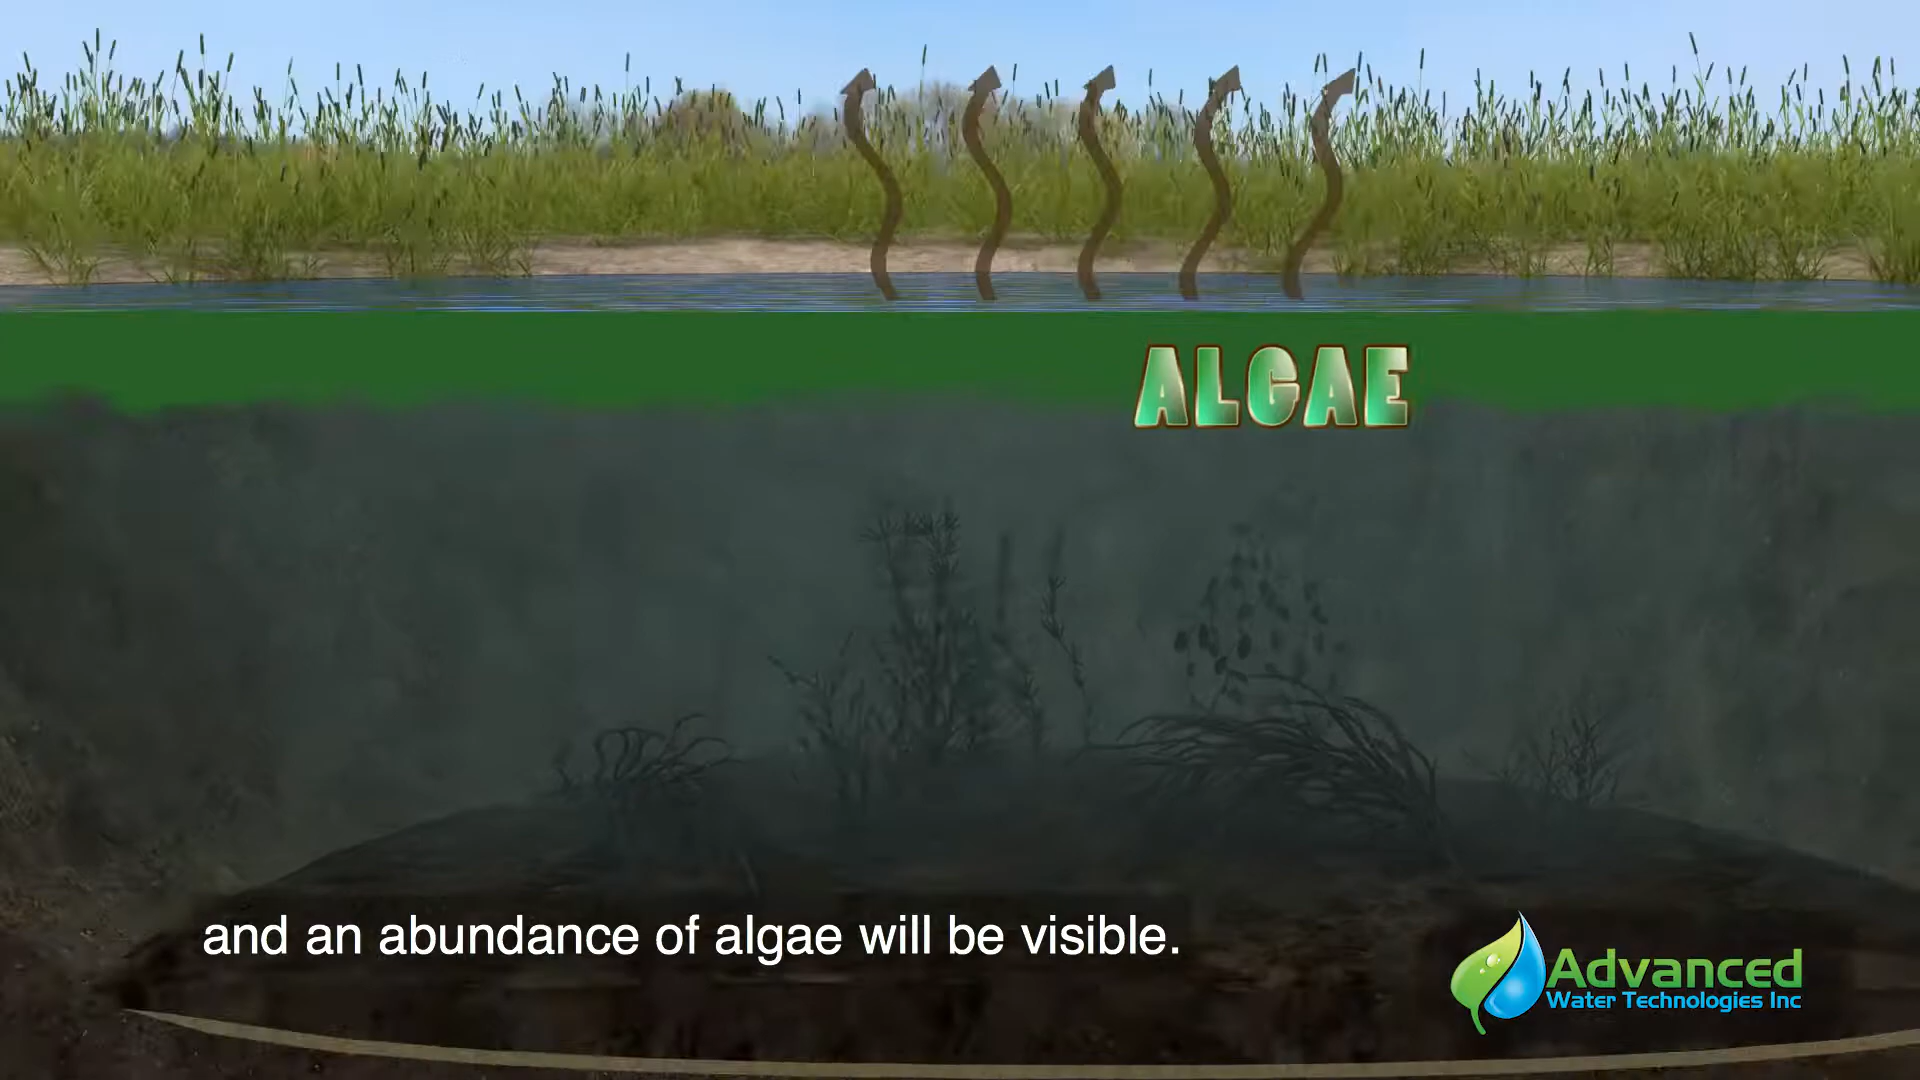 ALGAE
and an abundance of algae will be visible.
Advanced
Water Technologies Inc